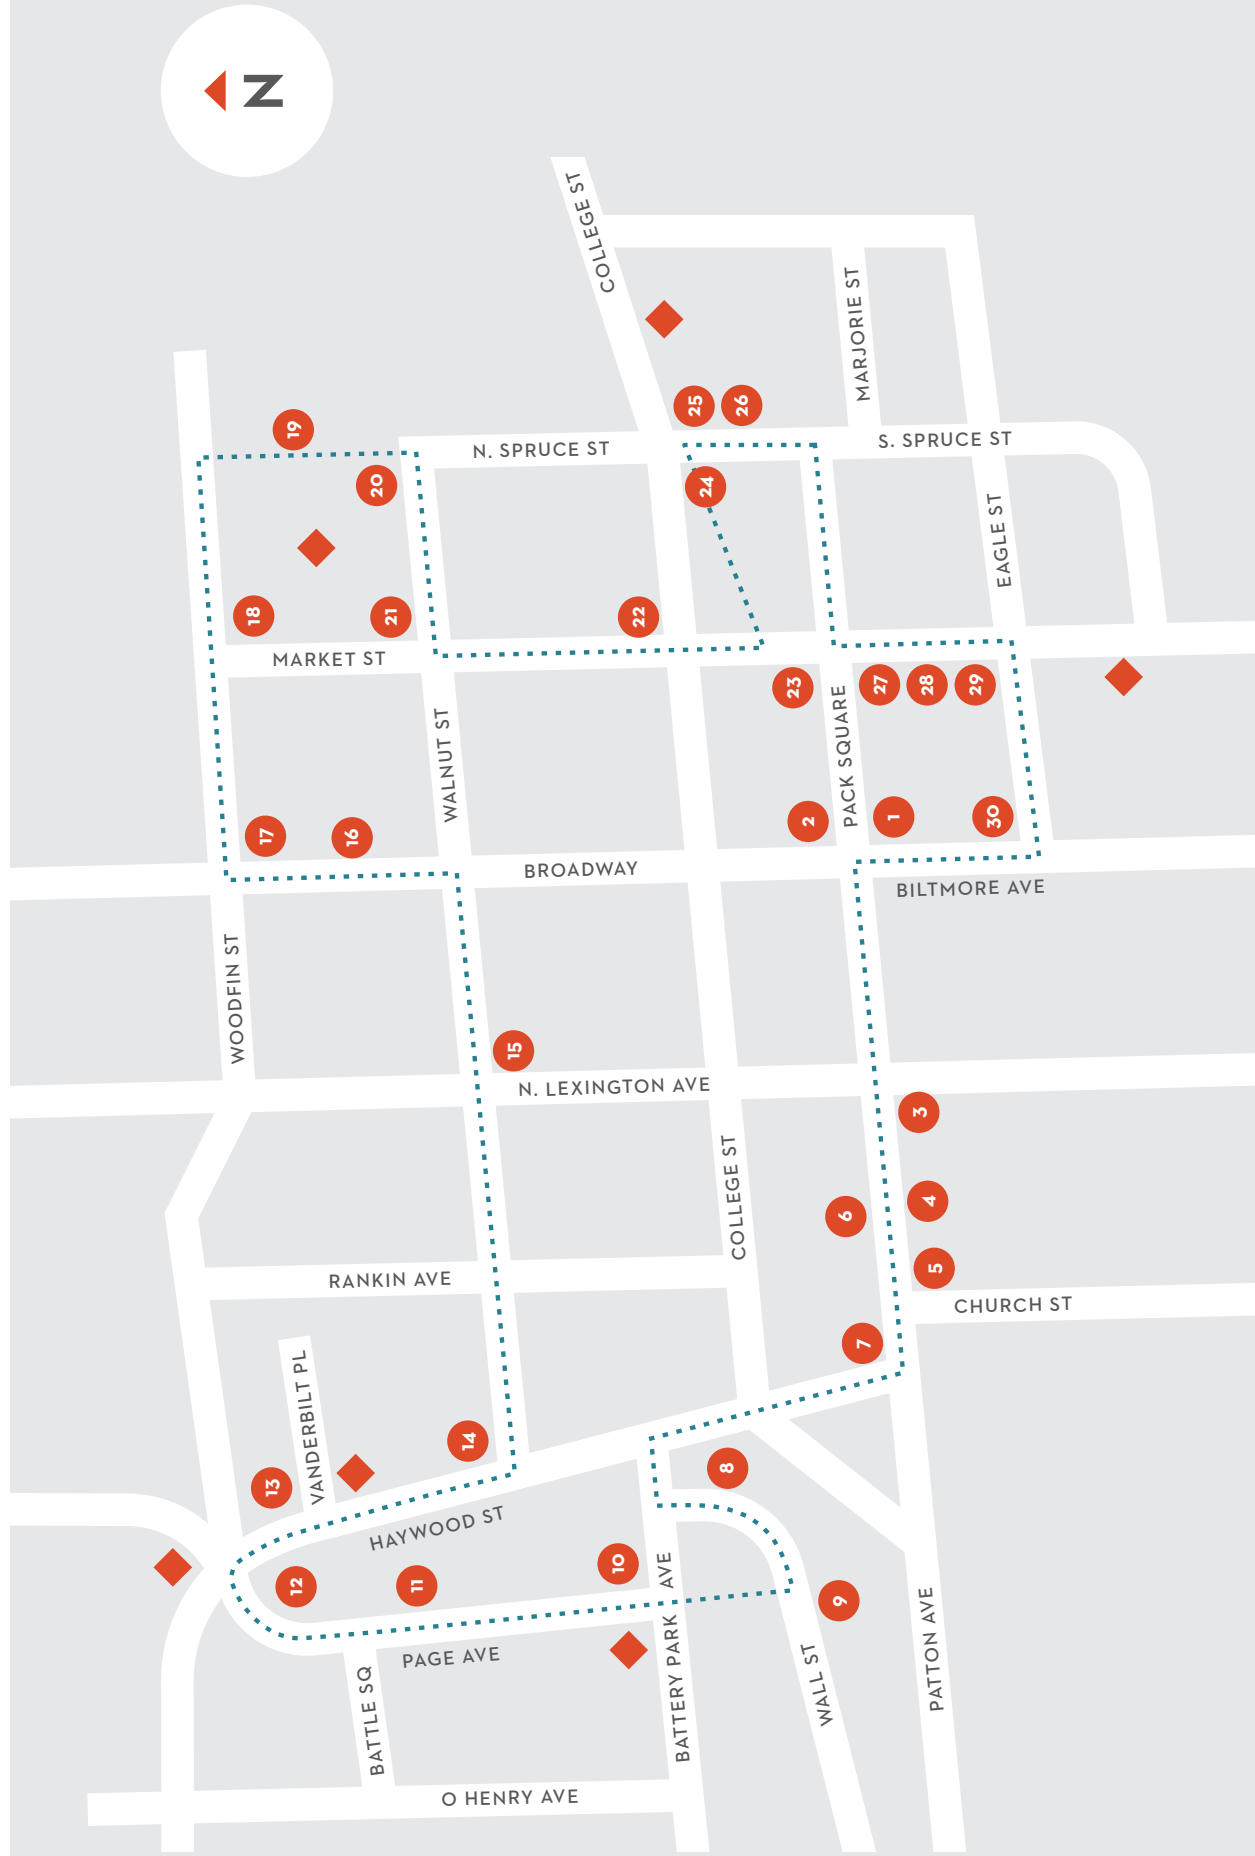 N
COLLEGE ST
MARJORIE ST
25
26
19
N. SPRUCE ST
S. SPRUCE ST
20
24
EAGLE ST
18
21
22
MARKET ST
23
27
28
29
WALNUT ST
PACK SQUARE
17
16
2
1
30
BROADWAY
BILTMORE AVE
WOODFIN ST
15
N. LEXINGTON AVE
3
COLLEGE ST
6
4
5
RANKIN AVE
CHURCH ST
7
VANDERBILT PL
14
13
8
HAYWOOD ST
12
11
10
9
BATTERY PARK AVE
PAGE AVE
WALL ST
PATTON AVE
BATTLE SQ
O HENRY AVE